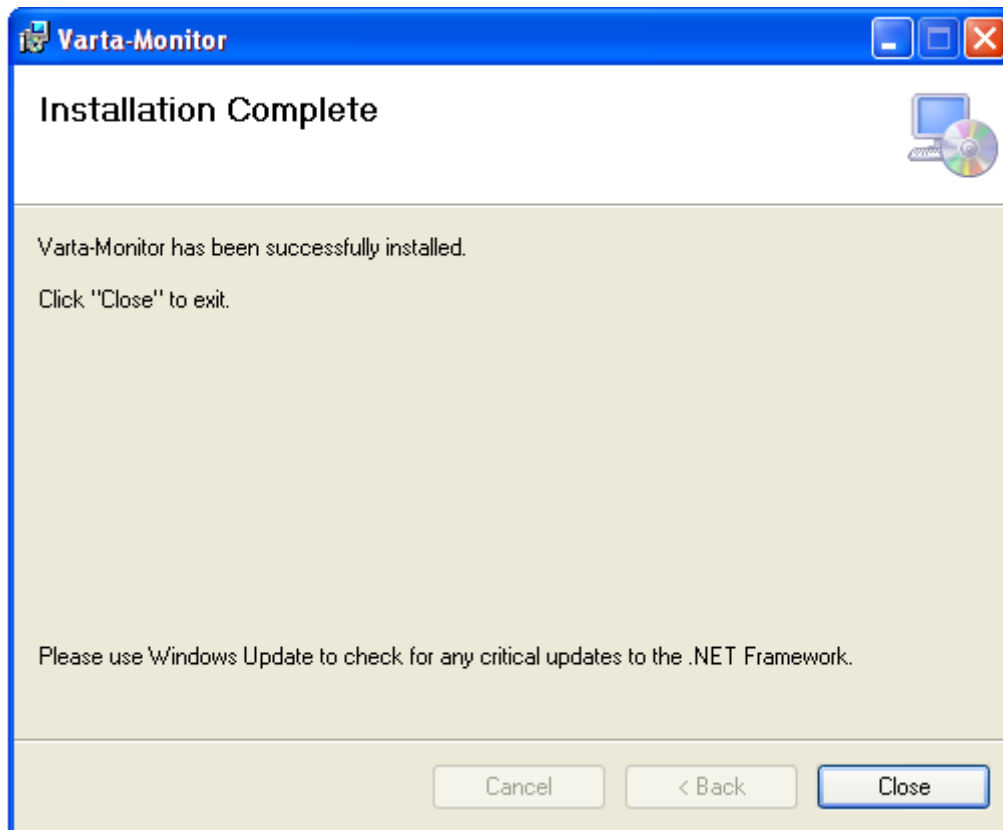 Varta-Monitor
Installation Complete
Varta-Monitor has been successfully installed.
Click "Close" to exit.
Please use Windows Update to check for any critical updates to the .NET Framework.
Cancel
< Back
Close